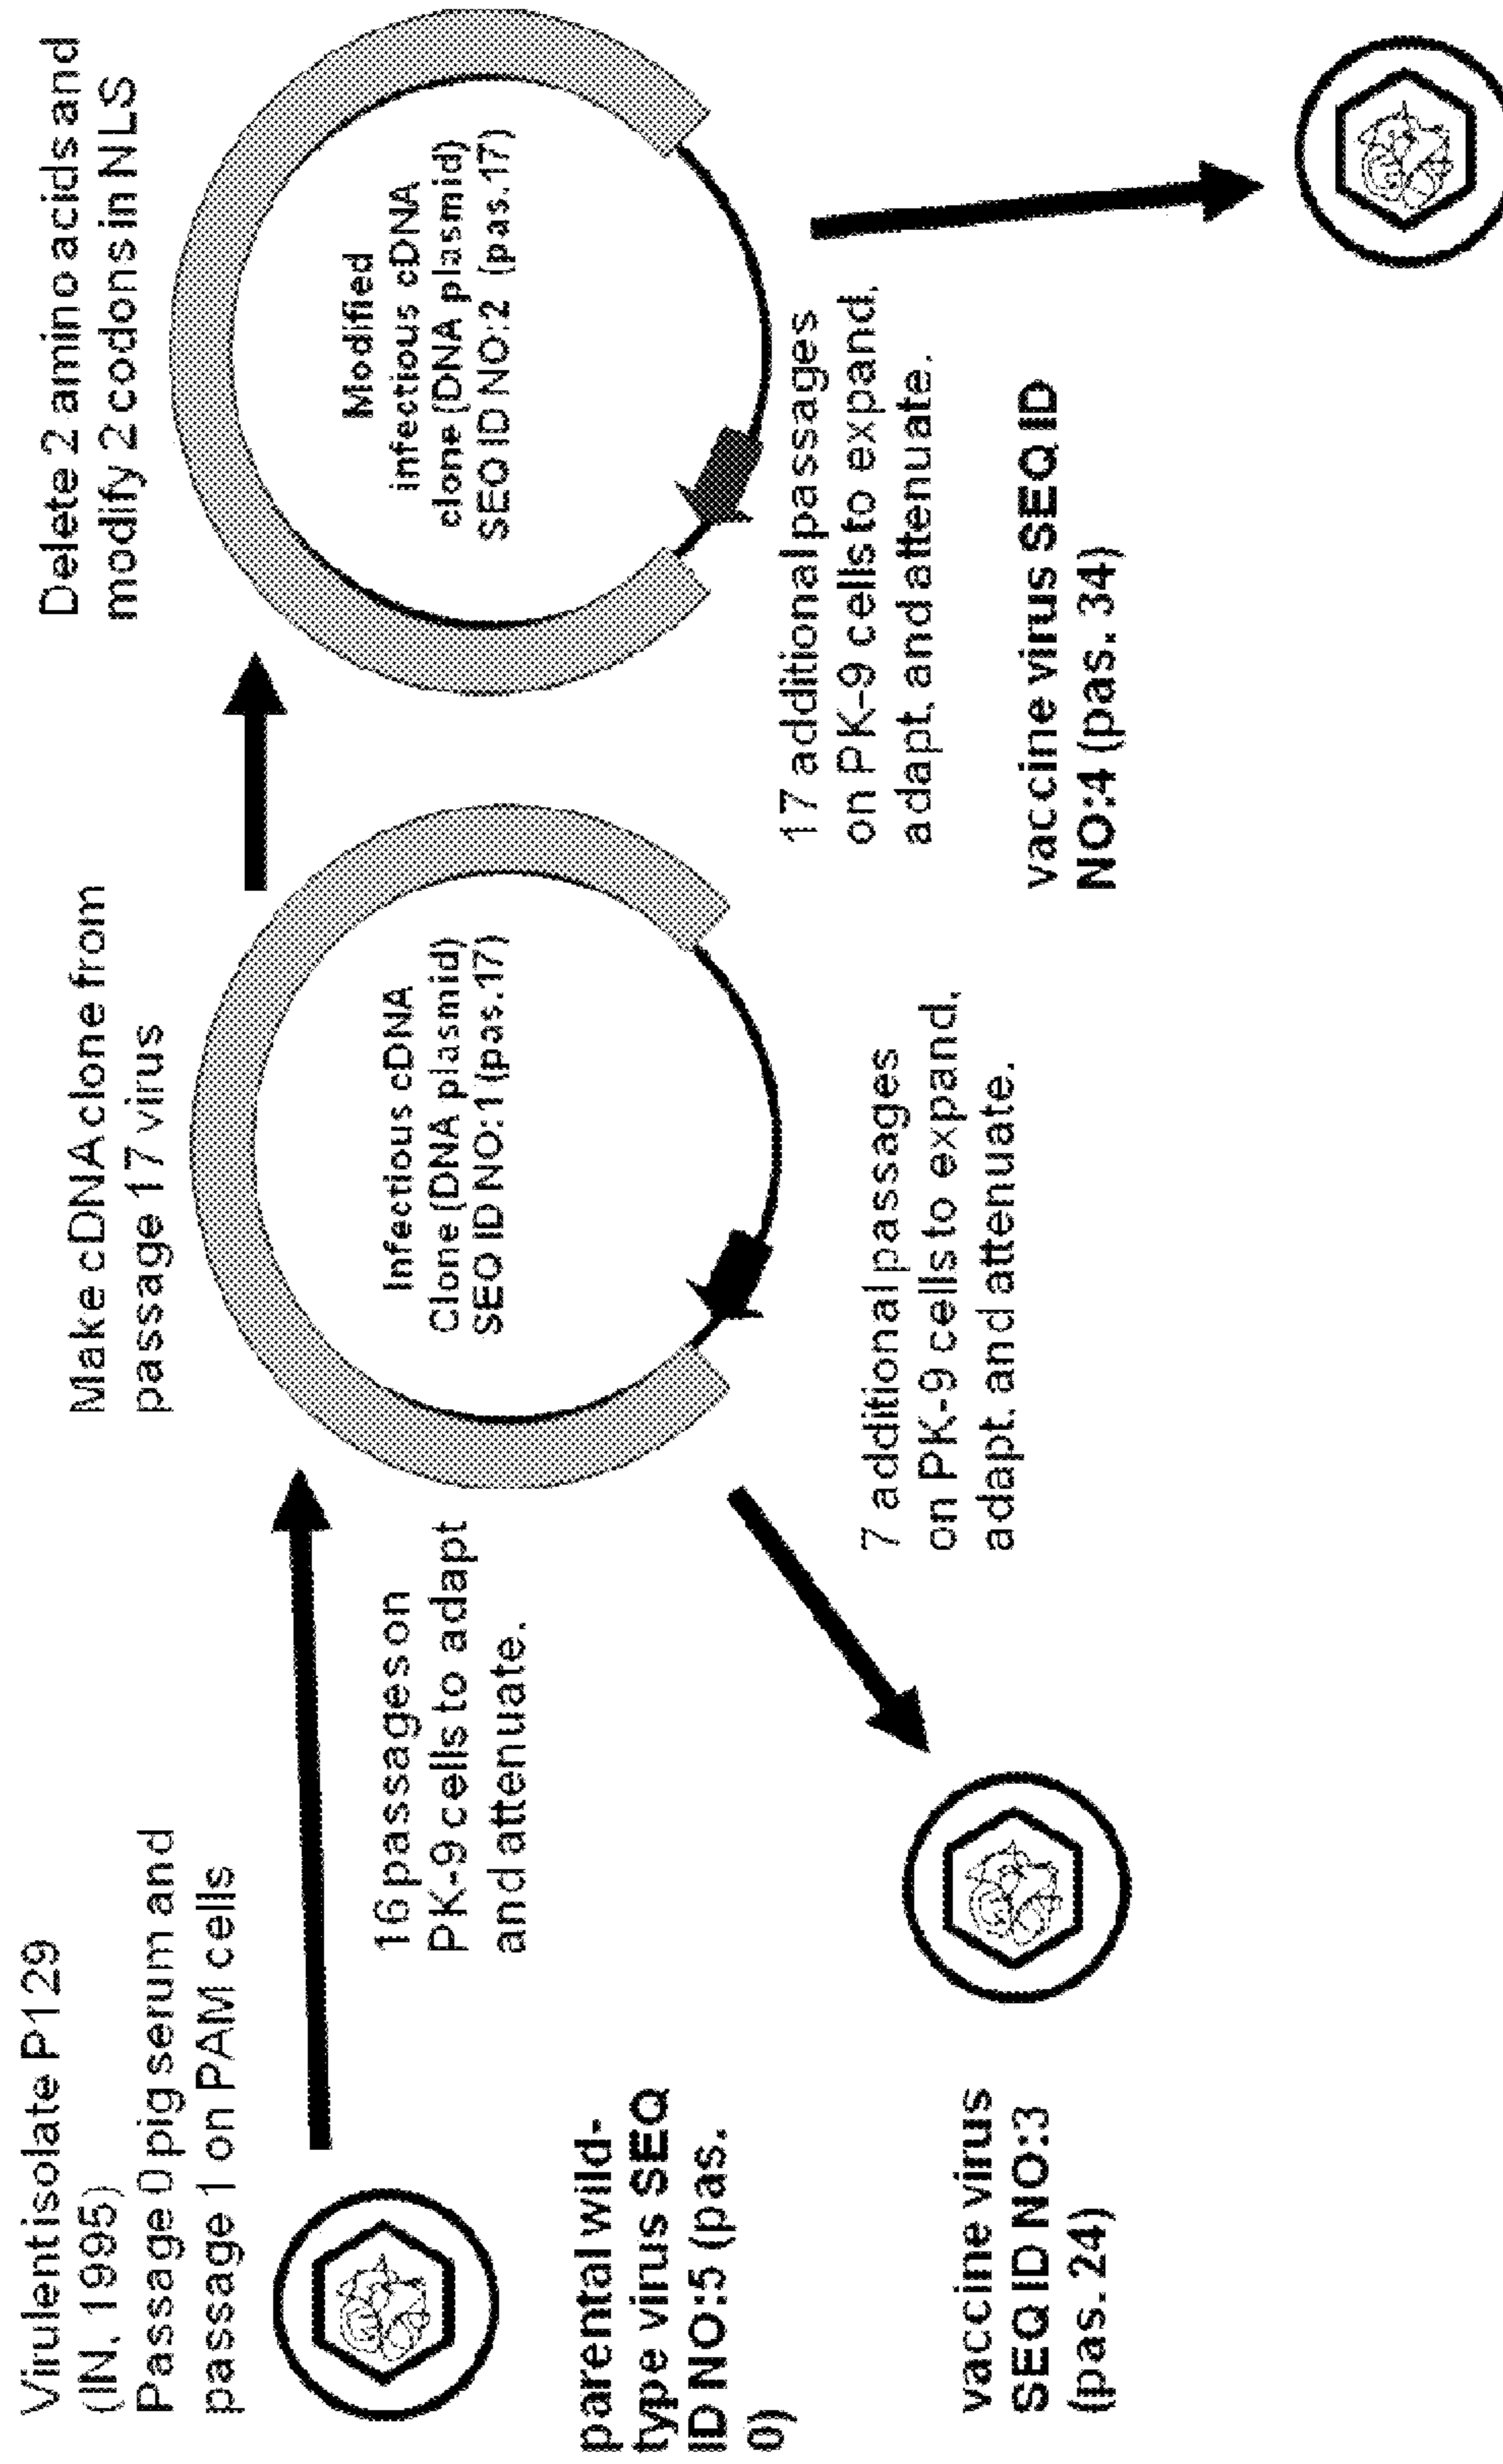 Virulent isolate P129
(IN, 1995)
Passage 0 pig serum and
passage 1 on PAM cells
parental wild-
type virus SEQ
ID NO:5 (pas.
0)
16 passages on
PK-9 cells to adapt
and attenuate.
Make cDNA clone from
passage 17 virus
Infectious cDNA
Clone (DNA plasmid)
SEQ ID NO:1 (pas.17)
7 additional passages
on PK-9 cells to expand,
adapt, and attenuate.
vaccine virus
SEQ ID NO:3
(pas. 24)
Delete 2 amino acids and
modify 2 codons in NLS
Modified
infectious cDNA
clone (DNA plasmid)
SEQ ID NO:2 (pas.17)
17 additional passages
on PK-9 cells to expand,
adapt, and attenuate.
vaccine virus SEQ ID
NO:4 (pas. 34)